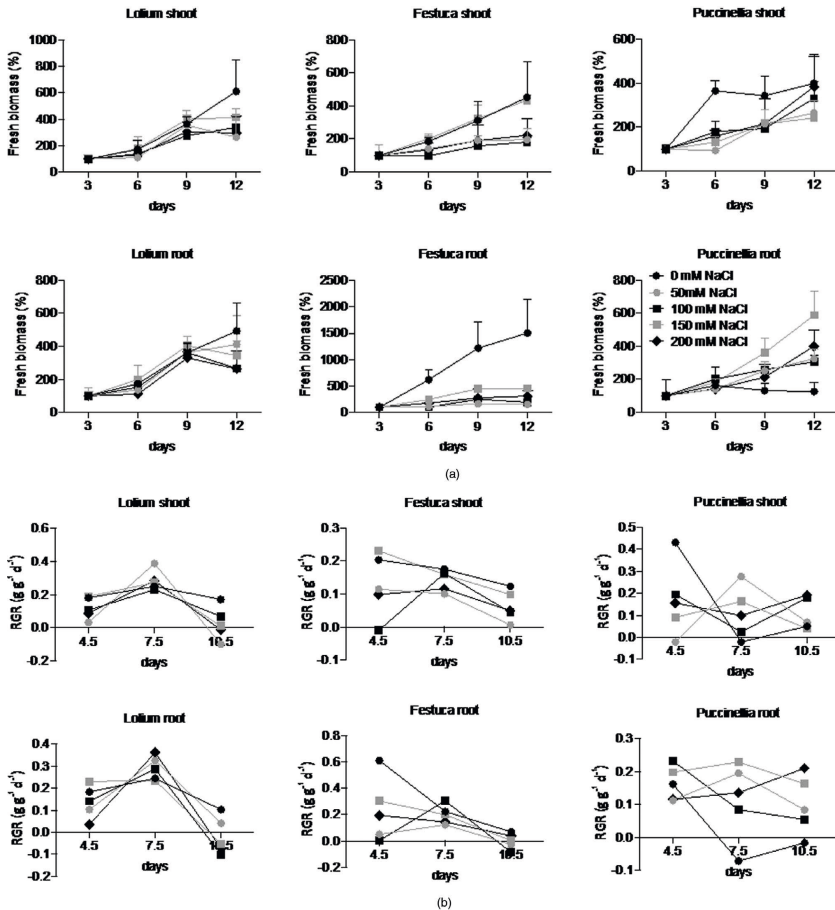 Lolium shoot
Festuca shoot
Puccinellia shoot
Fresh biomass (%)
1000
800
600
400
200
0
3 6 9 12
days
Fresh biomass (%)
800
600
400
200
0
3 6 9 12
days
Fresh biomass (%)
600
400
200
0
3 6 9 12
days
Lolium root
Festuca root
Puccinellia root
Fresh biomass (%)
800
600
400
200
0
3 6 9 12
days
Fresh biomass (%)
2500
2000
1500
1000
500
0
3 6 9 12
days
Fresh biomass (%)
800
600
400
200
0
3 6 9 12
days
0 mM NaCl
50mM NaCl
100 mM NaCl
150 mM NaCl
200 mM NaCl
(a)
Lolium shoot
Festuca shoot
Puccinellia shoot
RGR (g g⁻¹ d⁻¹)
0.6
0.4
0.2
0.0
-0.2
4.5 7.5 10.5
days
RGR (g g⁻¹ d⁻¹)
0.3
0.2
0.1
0.0
-0.1
4.5 7.5 10.5
days
RGR (g g⁻¹ d⁻¹)
0.5
0.4
0.3
0.2
0.1
0.0
-0.1
4.5 7.5 10.5
days
Lolium root
Festuca root
Puccinellia root
RGR (g g⁻¹ d⁻¹)
0.4
0.3
0.2
0.1
0.0
-0.1
-0.2
4.5 7.5 10.5
days
RGR (g g⁻¹ d⁻¹)
0.8
0.6
0.4
0.2
0.0
-0.2
4.5 7.5 10.5
days
RGR (g g⁻¹ d⁻¹)
0.3
0.2
0.1
0.0
-0.1
-0.2
4.5 7.5 10.5
days
(b)